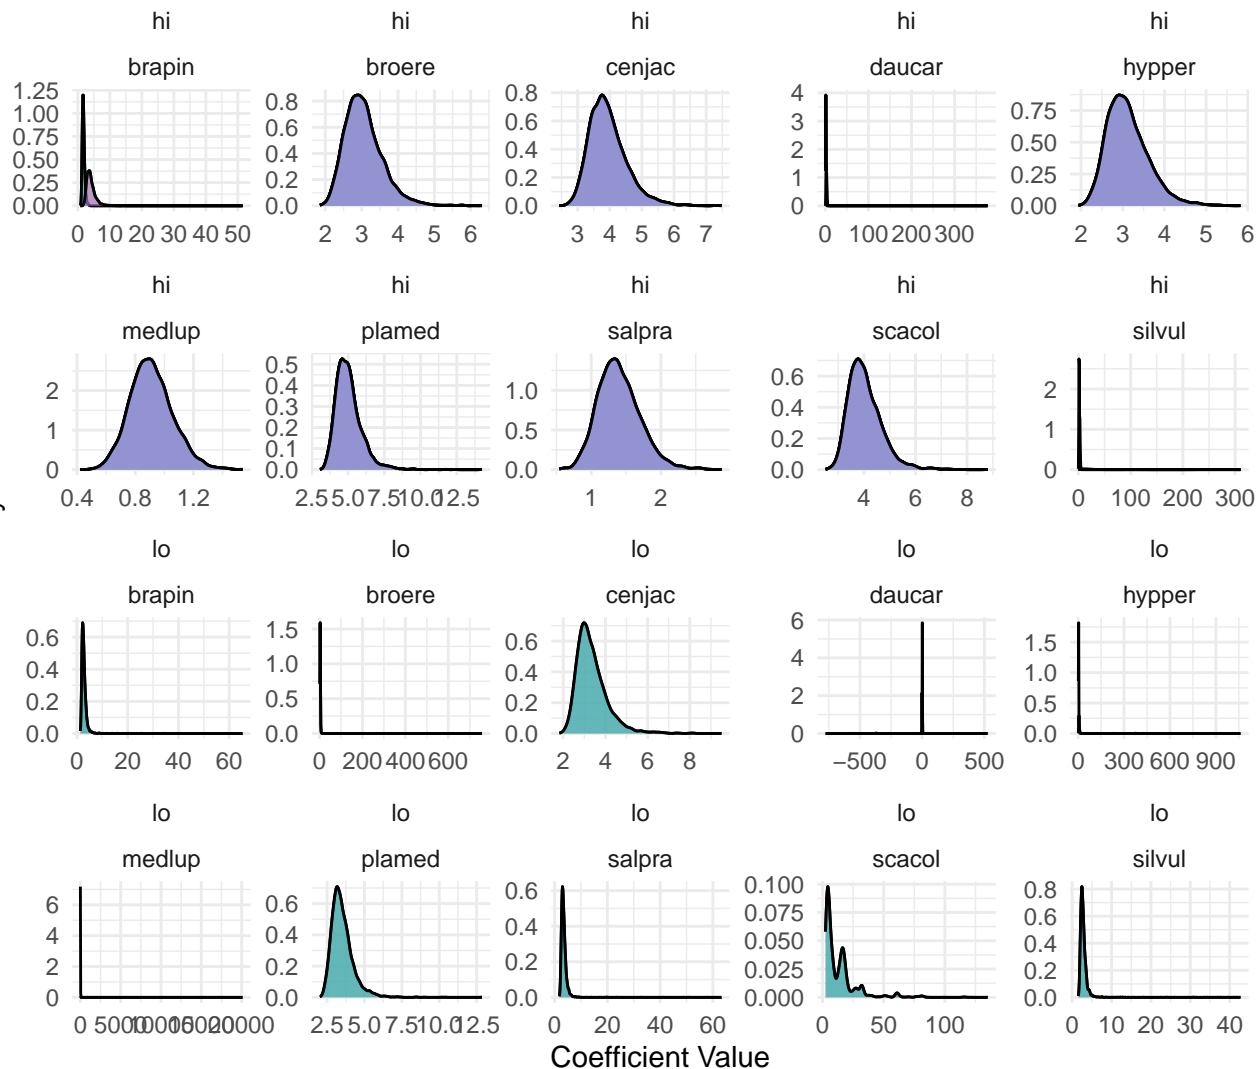 hi hi hi hi hi
brapin broere cenjac daucar hypper
1.25 1.00 0.75 0.50 0.25 0.00
0.8 0.6 0.4 0.2 0.0
0.8 0.6 0.4 0.2 0.0
4 3 2 1 0
0.75 0.50 0.25 0.00
0 10 20 30 40 50
2 3 4 5 6
3 4 5 6 7
0 100 200 300
2 3 4 5 6
hi hi hi hi hi
medlup plamed salpra scacol silvul
2 1 0
0.5 0.4 0.3 0.2 0.1 0.0
1.0 0.5 0.0
0.6 0.4 0.2 0.0
2 1 0
0.4 0.8 1.2
2.5 5.0 7.5 10.0 12.5
1 2
4 6 8
0 100 200 300
lo lo lo lo lo
brapin broere cenjac daucar hypper
0.6 0.4 0.2 0.0
1.5 1.0 0.5 0.0
0.6 0.4 0.2 0.0
6 4 2 0
1.5 1.0 0.5 0.0
0 20 40 60
0 200 400 600
2 4 6 8
−500 0 500
0 300 600 900
lo lo lo lo lo
medlup plamed salpra scacol silvul
6 4 2 0
0.6 0.4 0.2 0.0
0.6 0.4 0.2 0.0
0.100 0.075 0.050 0.025 0.000
0.8 0.6 0.4 0.2 0.0
0 5000 10000 15000 20000
2.5 5.0 7.5 10.0 12.5
0 20 40 60
0 50 100
0 10 20 30 40
Coefficient Value